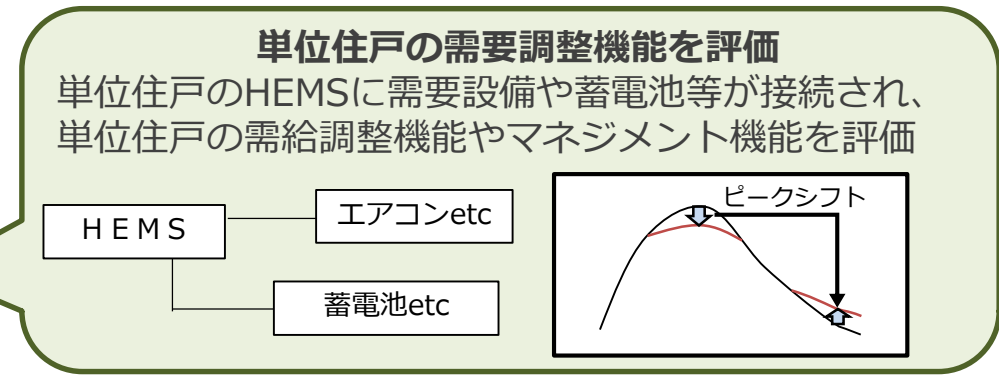 単位住戸の需要調整機能を評価
単位住戸のHEMSに需要設備や蓄電池等が接続され、
単位住戸の需給調整機能やマネジメント機能を評価
ＨＥＭＳ
エアコンetc
蓄電池etc
ピークシフト